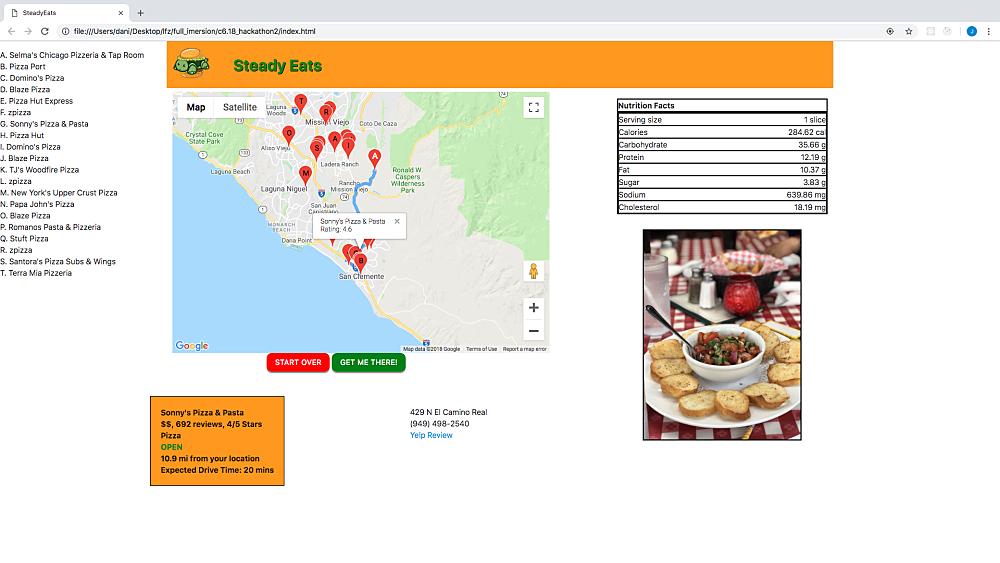 SteadyEats
file:///Users/dani/Desktop/lfz/full_imersion/c6.18_hackathon2/index.html
J
A. Selma's Chicago Pizzeria & Tap Room
B. Pizza Port
C. Domino's Pizza
D. Blaze Pizza
E. Pizza Hut Express
F. zpizza
G. Sonny's Pizza & Pasta
H. Pizza Hut
I. Domino's Pizza
J. Blaze Pizza
K. TJ's Woodfire Pizza
L. zpizza
M. New York's Upper Crust Pizza
N. Papa John's Pizza
O. Blaze Pizza
P. Romanos Pasta & Pizzeria
Q. Stuft Pizza
R. zpizza
S. Santora's Pizza Subs & Wings
T. Terra Mia Pizzeria
Steady Eats
Map Satellite
Laguna
Woods
T
R
Mission Viejo
Coto De Caza
Crystal Cove
State Park
O
Aliso Viejo
A
S
I
A
Ladera Ranch
133
Laguna Beach
1
M
Laguna Niguel
Rancho
Mission Viejo
Ronald W
Caspers
Wilderness
Park
74
5
San Juan
Capistrano
1
MONARCH
BEACH
Dana Point
Sonny's Pizza & Pasta
Rating: 4.6
B
San Clemente
74
Google
Map data ©2018 Google Terms of Use Report a map error
START OVER
GET ME THERE!
Sonny's Pizza & Pasta
$$, 692 reviews, 4/5 Stars
Pizza
OPEN
10.9 mi from your location
Expected Drive Time: 20 mins
429 N El Camino Real
(949) 498-2540
Yelp Review
Nutrition Facts
Serving size 1 slice
Calories 284.62 cal
Carbohydrate 35.66 g
Protein 12.19 g
Fat 10.37 g
Sugar 3.83 g
Sodium 639.86 mg
Cholesterol 18.19 mg